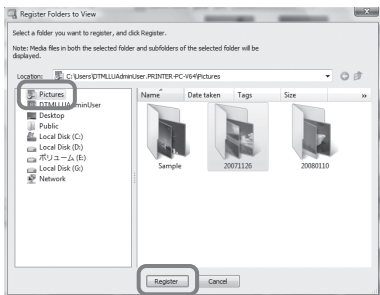 Register Folders to View
Select a folder you want to register, and click Register.
Note: Media files in both the selected folder and subfolders of the selected folder will be
displayed.
Location: C:\Users\DTMLLUAdminUser.PRINTER-PC-V64\Pictures
Pictures
DTMLLUAdminUser
Desktop
Public
Local Disk (C:)
Local Disk (D:)
ボリューム (E:)
Local Disk (G:)
Network
Name Date taken Tags Size »
Sample 20071126 20080110
Register Cancel